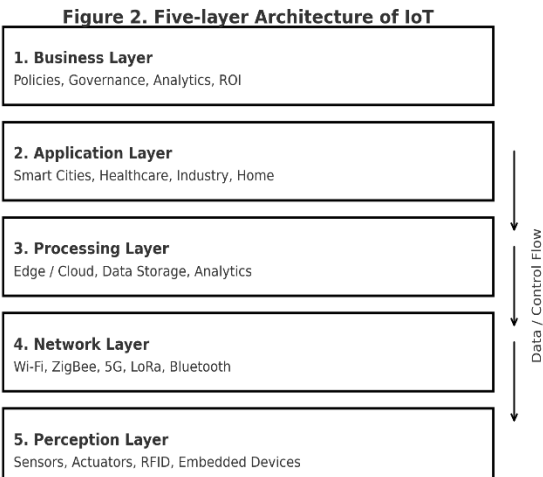 Figure 2. Five-layer Architecture of IoT
1. Business Layer
Policies, Governance, Analytics, ROI
2. Application Layer
Smart Cities, Healthcare, Industry, Home
3. Processing Layer
Edge / Cloud, Data Storage, Analytics
4. Network Layer
Wi-Fi, ZigBee, 5G, LoRa, Bluetooth
5. Perception Layer
Sensors, Actuators, RFID, Embedded Devices
Data / Control Flow